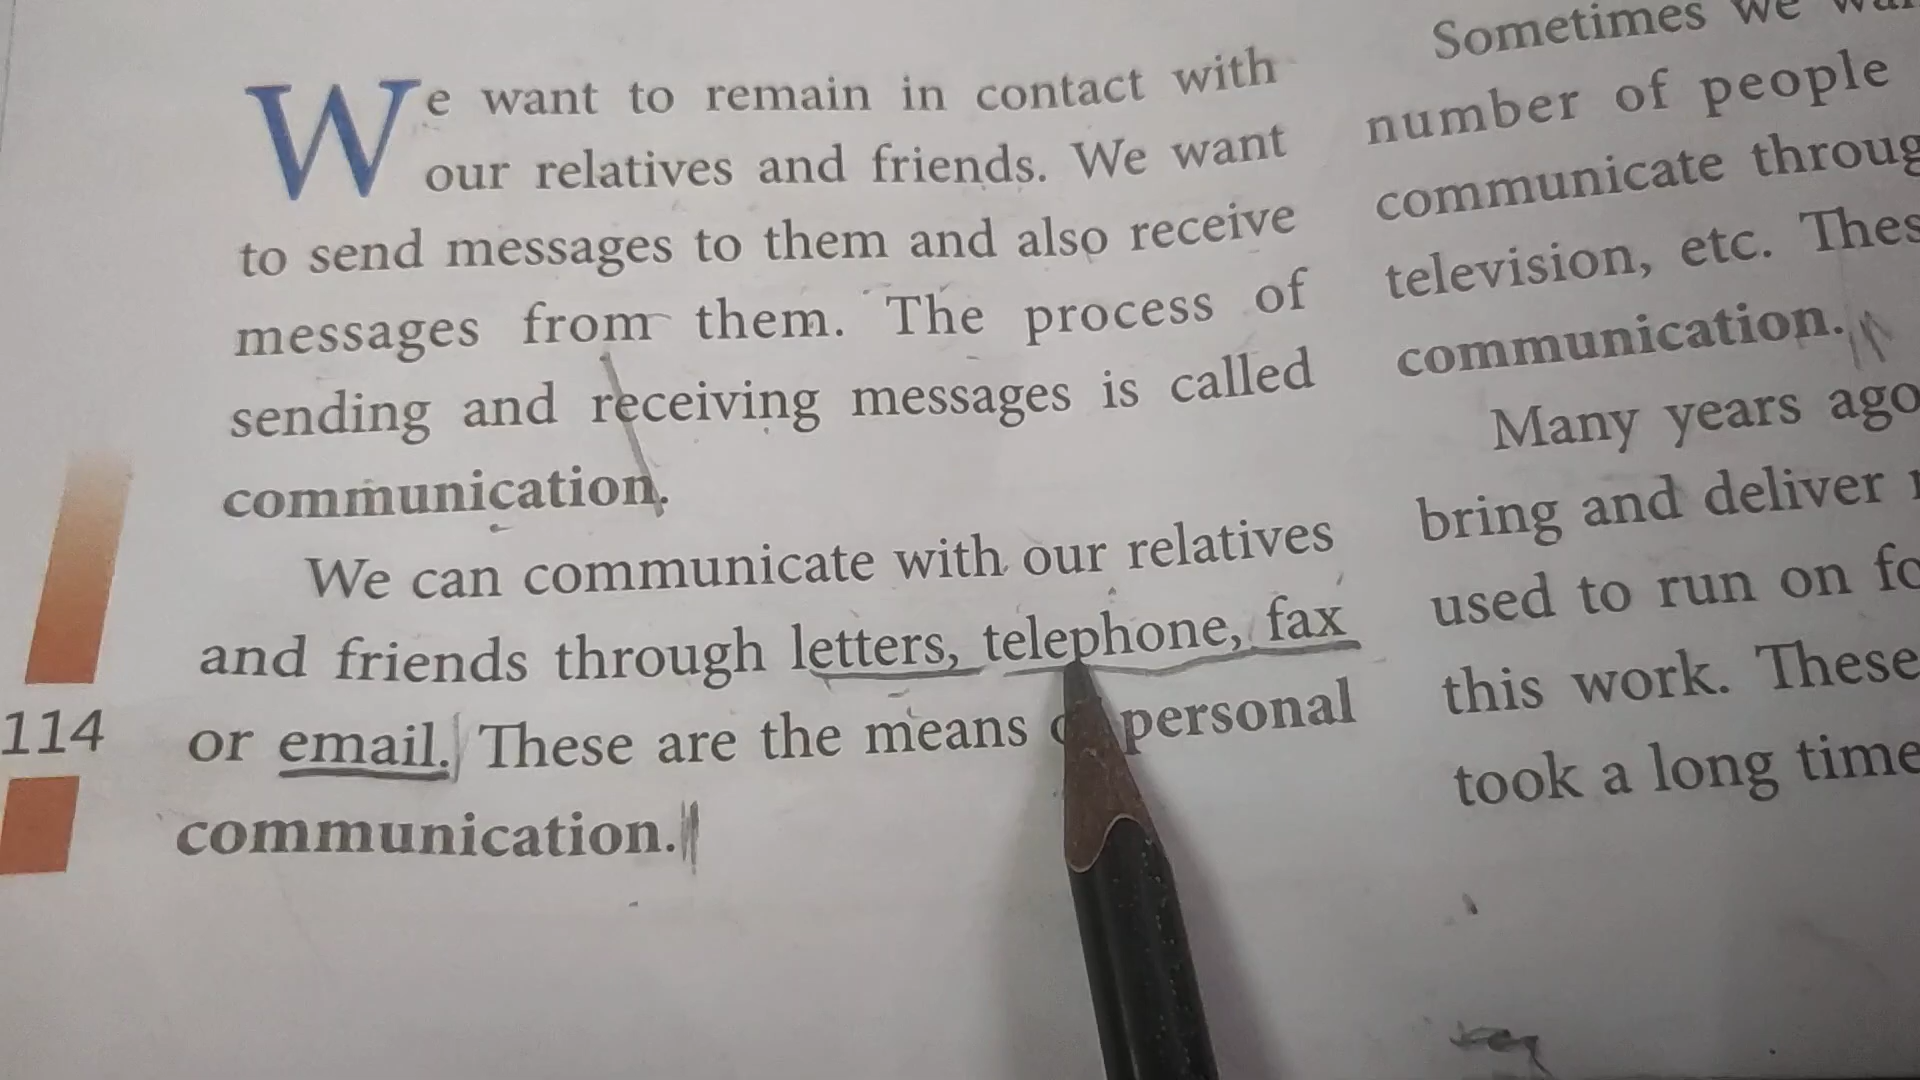 We want to remain in contact with
our relatives and friends. We want
to send messages to them and also receive
messages from them. The process of
sending and receiving messages is called
communication.
We can communicate with our relatives
and friends through letters, telephone, fax
or email. These are the means personal
communication.
114
Sometimes we
number of people
communicate
television, etc.
communication.
Many years ago
bring and deliver
used to run on
this work. These
took a long time